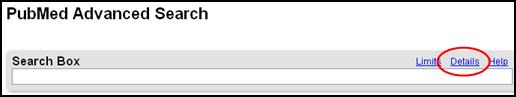 PubMed Advanced Search
Search Box Limits Details Help